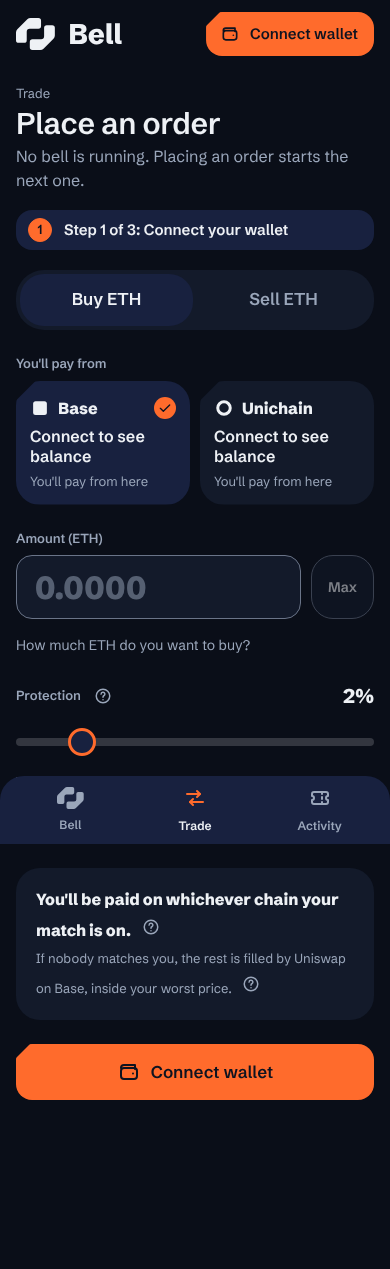 Bell
Connect wallet
Trade
Place an order
No bell is running. Placing an order starts the
next one.
1 Step 1 of 3: Connect your wallet
Buy ETH
Sell ETH
You'll pay from
Base
Connect to see
balance
You'll pay from here
Unichain
Connect to see
balance
You'll pay from here
Amount (ETH)
0.0000
Max
How much ETH do you want to buy?
Protection ?
2%
Bell
Trade
Activity
You'll be paid on whichever chain your
match is on. ?
If nobody matches you, the rest is filled by Uniswap
on Base, inside your worst price. ?
Connect wallet